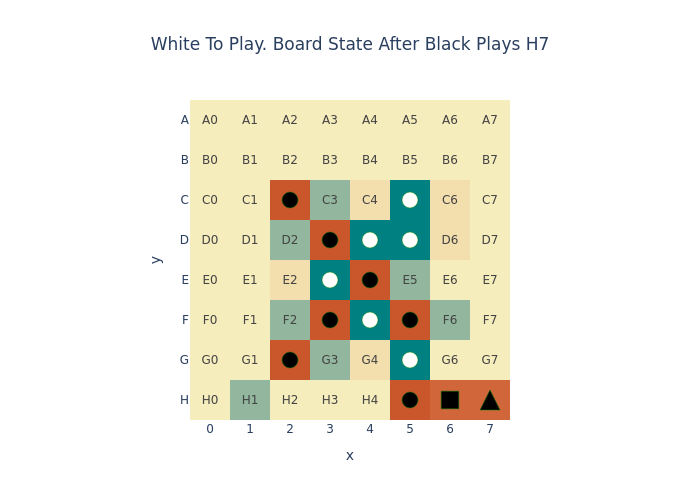 White To Play. Board State After Black Plays H7
A A0 A1 A2 A3 A4 A5 A6 A7
B B0 B1 B2 B3 B4 B5 B6 B7
C C0 C1 C3 C4 C6 C7
D D0 D1 D2 D6 D7
y
E E0 E1 E2 E5 E6 E7
F F0 F1 F2 F6 F7
G G0 G1 G3 G4 G6 G7
H H0 H1 H2 H3 H4
0 1 2 3 4 5 6 7
x